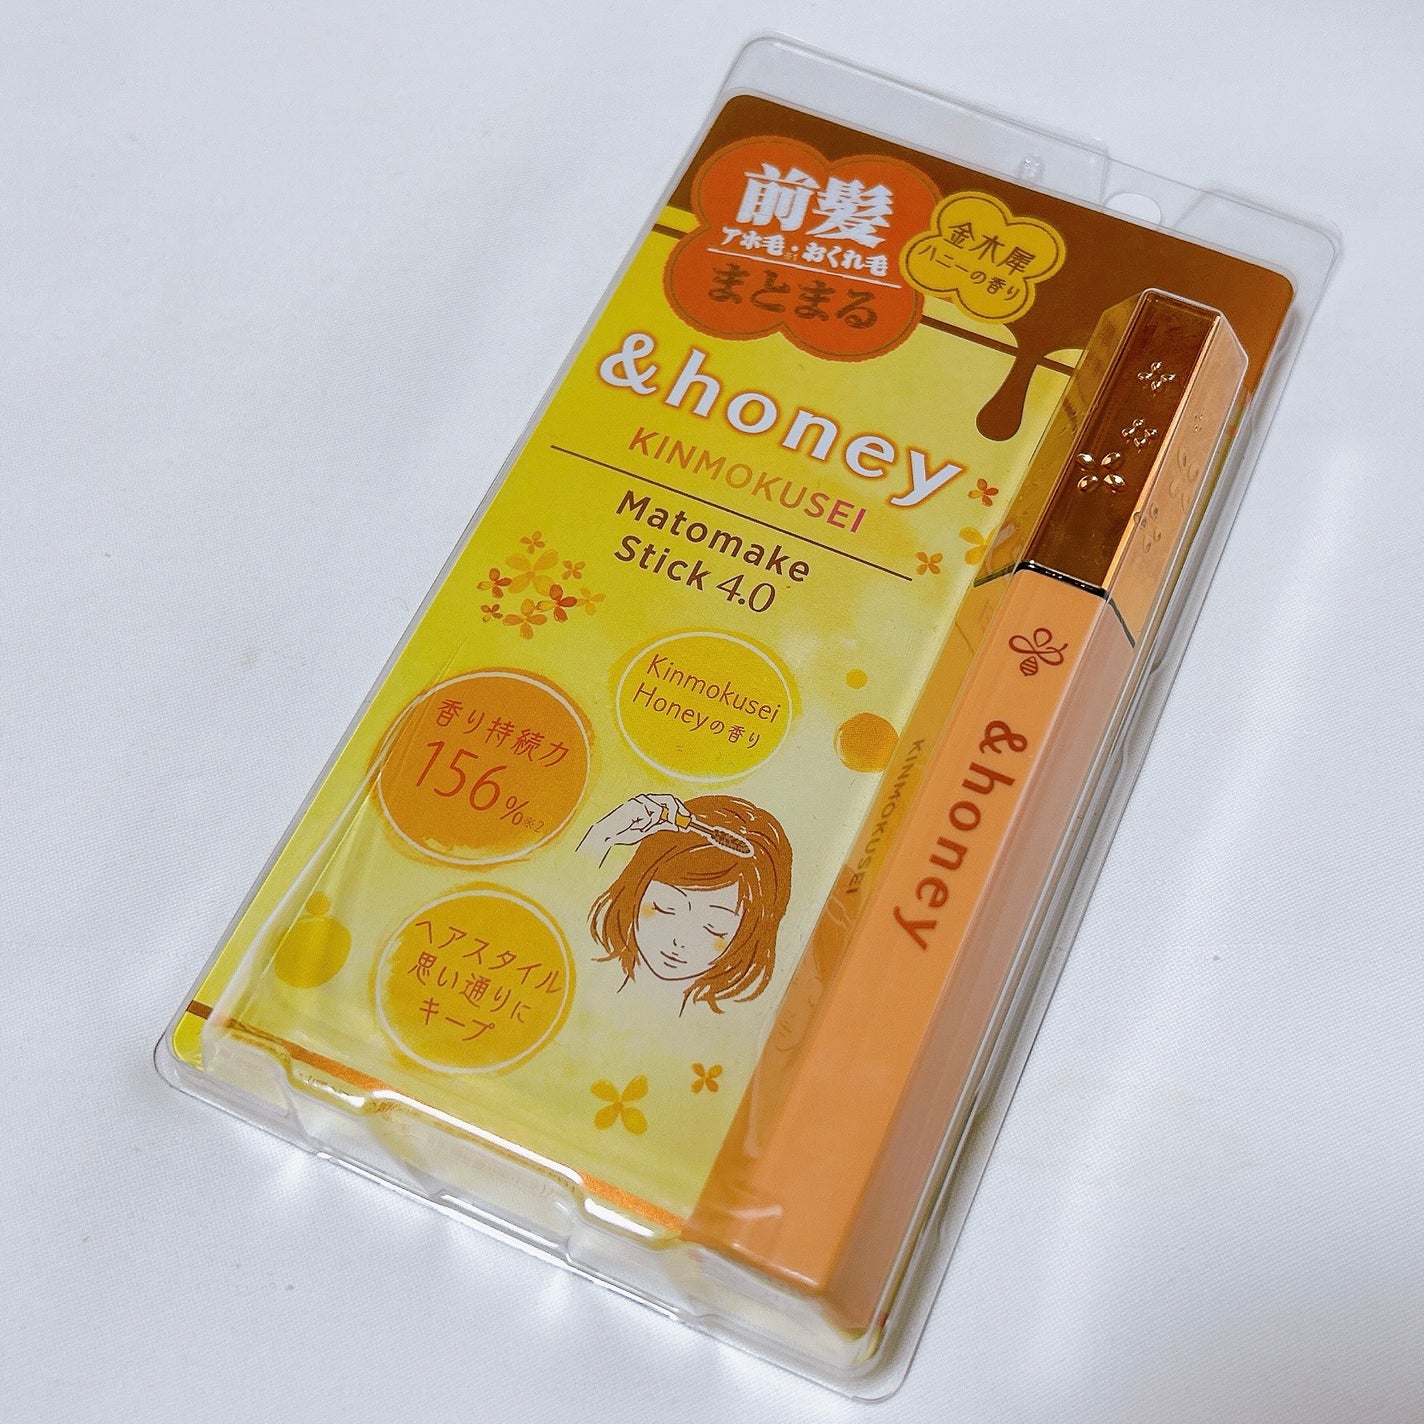 前髪
アホ毛※1・おくれ毛
まとまる
金木犀
ハニーの香り
&honey
KINMOKUSEI
Matomake
Stick 4.0
Kinmokusei
Honeyの香り
香り持続力
156%※2
ヘアスタイル
思い通りに
キープ
&honey
KINMOKUSEI